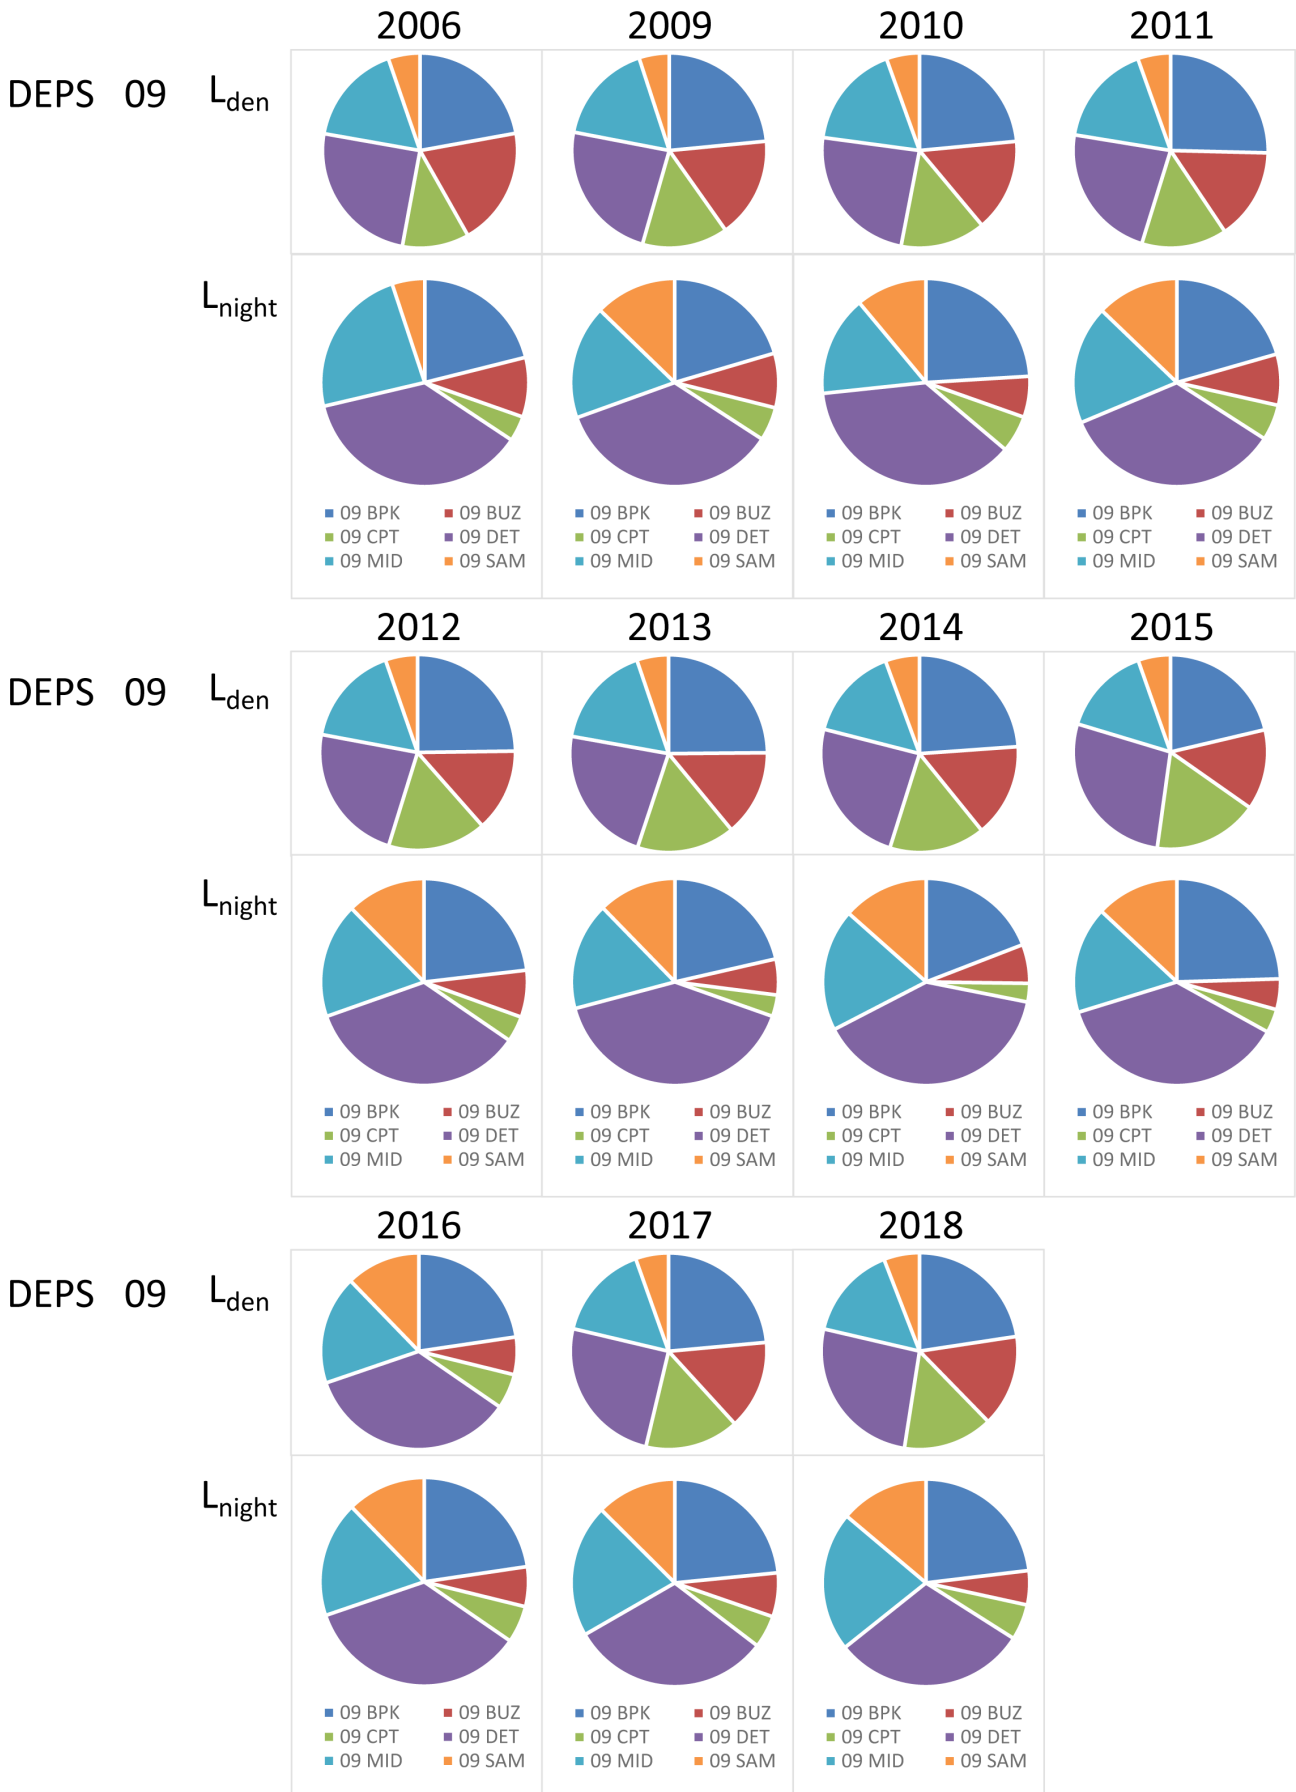 2006 2009 2010 2011
DEPS 09 Lden
Lnight
09 BPK 09 BUZ 09 BPK 09 BUZ 09 BPK 09 BUZ 09 BPK 09 BUZ
09 CPT 09 DET 09 CPT 09 DET 09 CPT 09 DET 09 CPT 09 DET
09 MID 09 SAM 09 MID 09 SAM 09 MID 09 SAM 09 MID 09 SAM
2012 2013 2014 2015
DEPS 09 Lden
Lnight
09 BPK 09 BUZ 09 BPK 09 BUZ 09 BPK 09 BUZ 09 BPK 09 BUZ
09 CPT 09 DET 09 CPT 09 DET 09 CPT 09 DET 09 CPT 09 DET
09 MID 09 SAM 09 MID 09 SAM 09 MID 09 SAM 09 MID 09 SAM
2016 2017 2018
DEPS 09 Lden
Lnight
09 BPK 09 BUZ 09 BPK 09 BUZ 09 BPK 09 BUZ
09 CPT 09 DET 09 CPT 09 DET 09 CPT 09 DET
09 MID 09 SAM 09 MID 09 SAM 09 MID 09 SAM